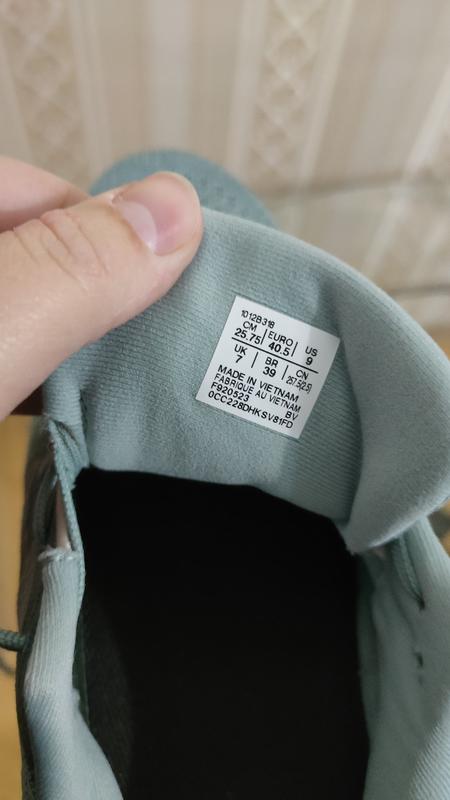 1012B318
CM EURO US
25.75 40.5 9
UK BR CN
7 39 257.5(2.5)
MADE IN VIETNAM
FABRIQUE AU VIETNAM
F920523 BV
0CC228DHKSV81FD